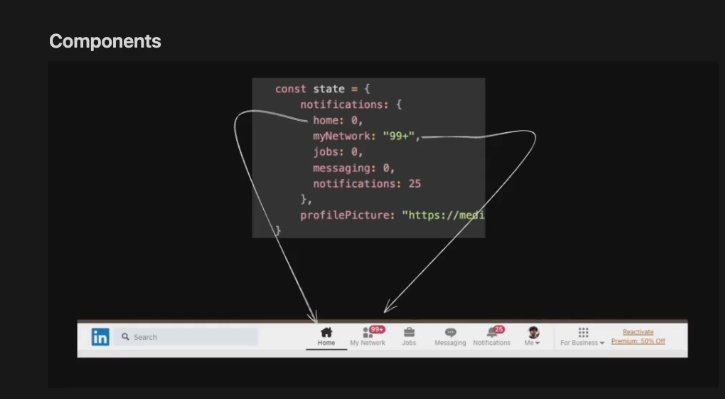 Components
const state = {
notifications: {
home: 0,
myNetwork: "99+",
jobs: 0,
messaging: 0,
notifications: 25
},
profilePicture: "https://medi
}
in Search Home 99+ My Network Jobs Messaging 25 Notifications Me For Business Reactivate
Premium: 50% Off